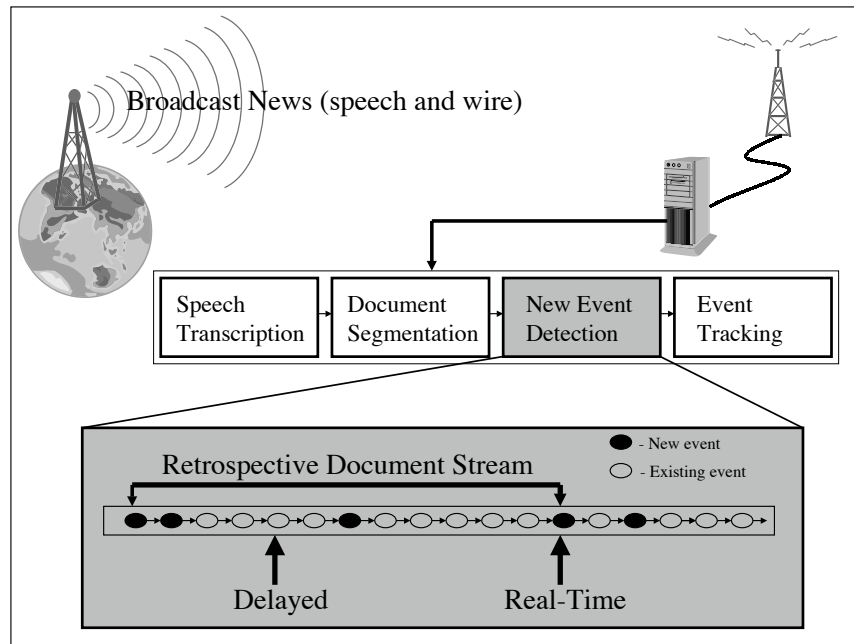 Broadcast News (speech and wire)
Speech
Transcription
Document
Segmentation
New Event
Detection
Event
Tracking
- New event
- Existing event
Retrospective Document Stream
Delayed
Real-Time